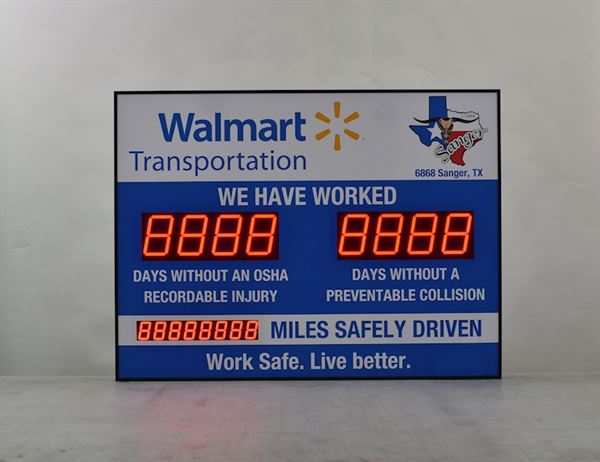 Walmart
Transportation
Sanger
6868 Sanger, TX
WE HAVE WORKED
8888
8888
DAYS WITHOUT AN OSHA
RECORDABLE INJURY
DAYS WITHOUT A
PREVENTABLE COLLISION
88888888 MILES SAFELY DRIVEN
Work Safe. Live better.